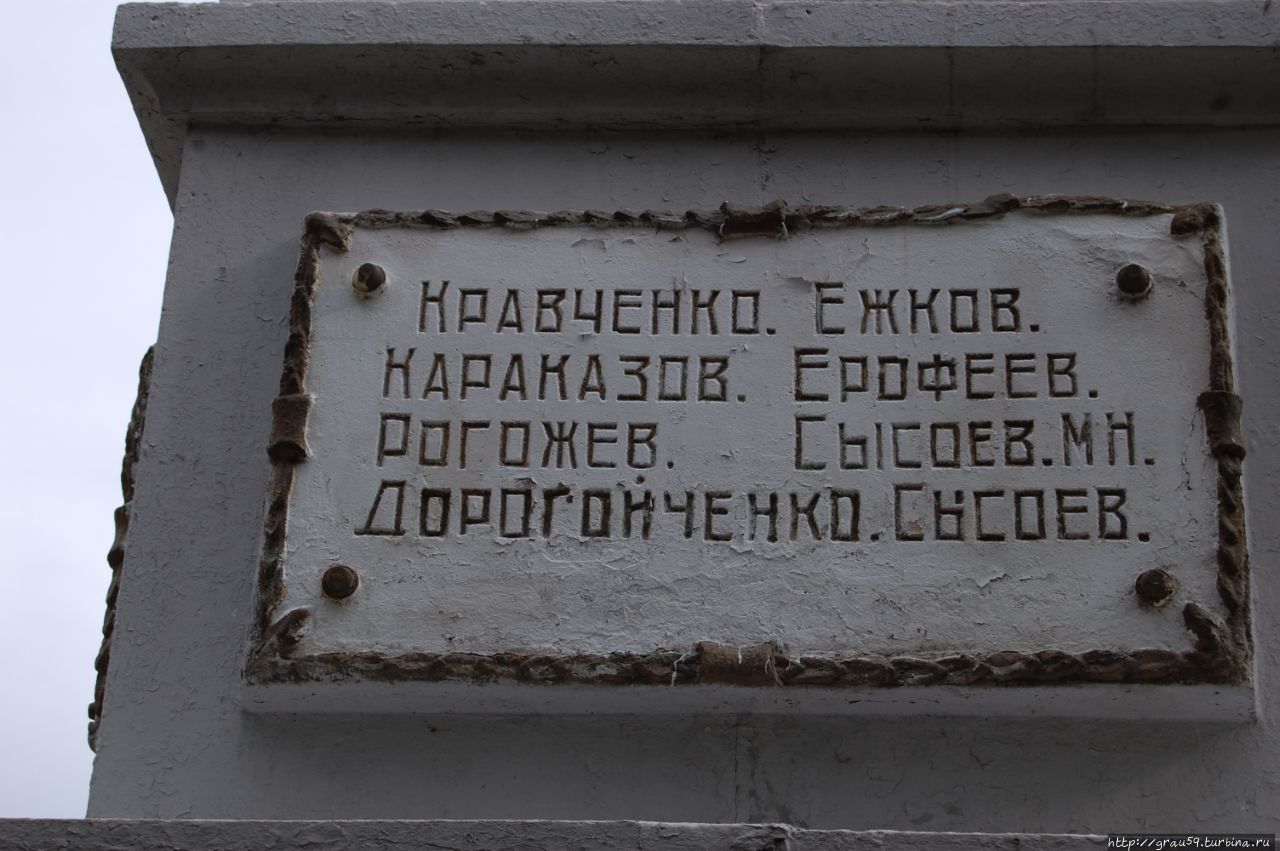 Кравченко. Ежков.
Караказов. Ерофеев.
Рогожев. Сысоев.МН.
Дорогойченко.Сысоев.
http://grau59.turbina.ru